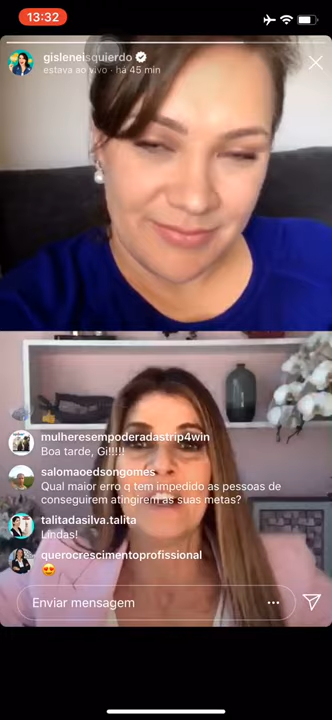 13:32
gisleneisquierdo
estava ao vivo · há 45 min
mulheresempoderadastrip4win
Boa tarde, Gi!!!!!
salomaoedsongomes
Qual maior erro q tem impedido as pessoas de
conseguirem atingirem as suas metas?
talitadasilva.talita
Lindas!
querocrescimentoprofissional
😍
Enviar mensagem